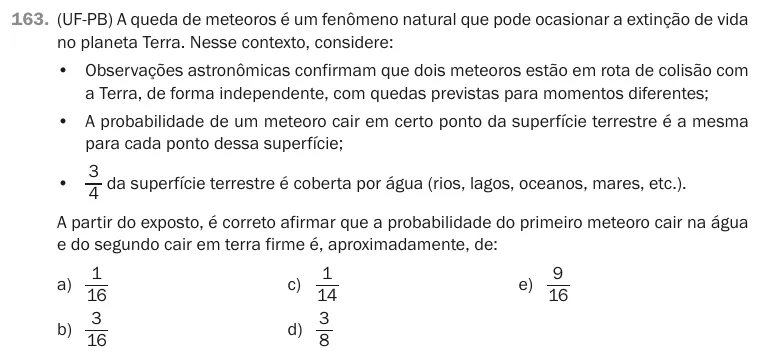 163. (UF-PB) A queda de meteoros é um fenômeno natural que pode ocasionar a extinção de vida
no planeta Terra. Nesse contexto, considere:
• Observações astronômicas confirmam que dois meteoros estão em rota de colisão com
a Terra, de forma independente, com quedas previstas para momentos diferentes;
• A probabilidade de um meteoro cair em certo ponto da superfície terrestre é a mesma
para cada ponto dessa superfície;
• 3/4 da superfície terrestre é coberta por água (rios, lagos, oceanos, mares, etc.).
A partir do exposto, é correto afirmar que a probabilidade do primeiro meteoro cair na água
e do segundo cair em terra firme é, aproximadamente, de:
a) 1/16 c) 1/14 e) 9/16
b) 3/16 d) 3/8